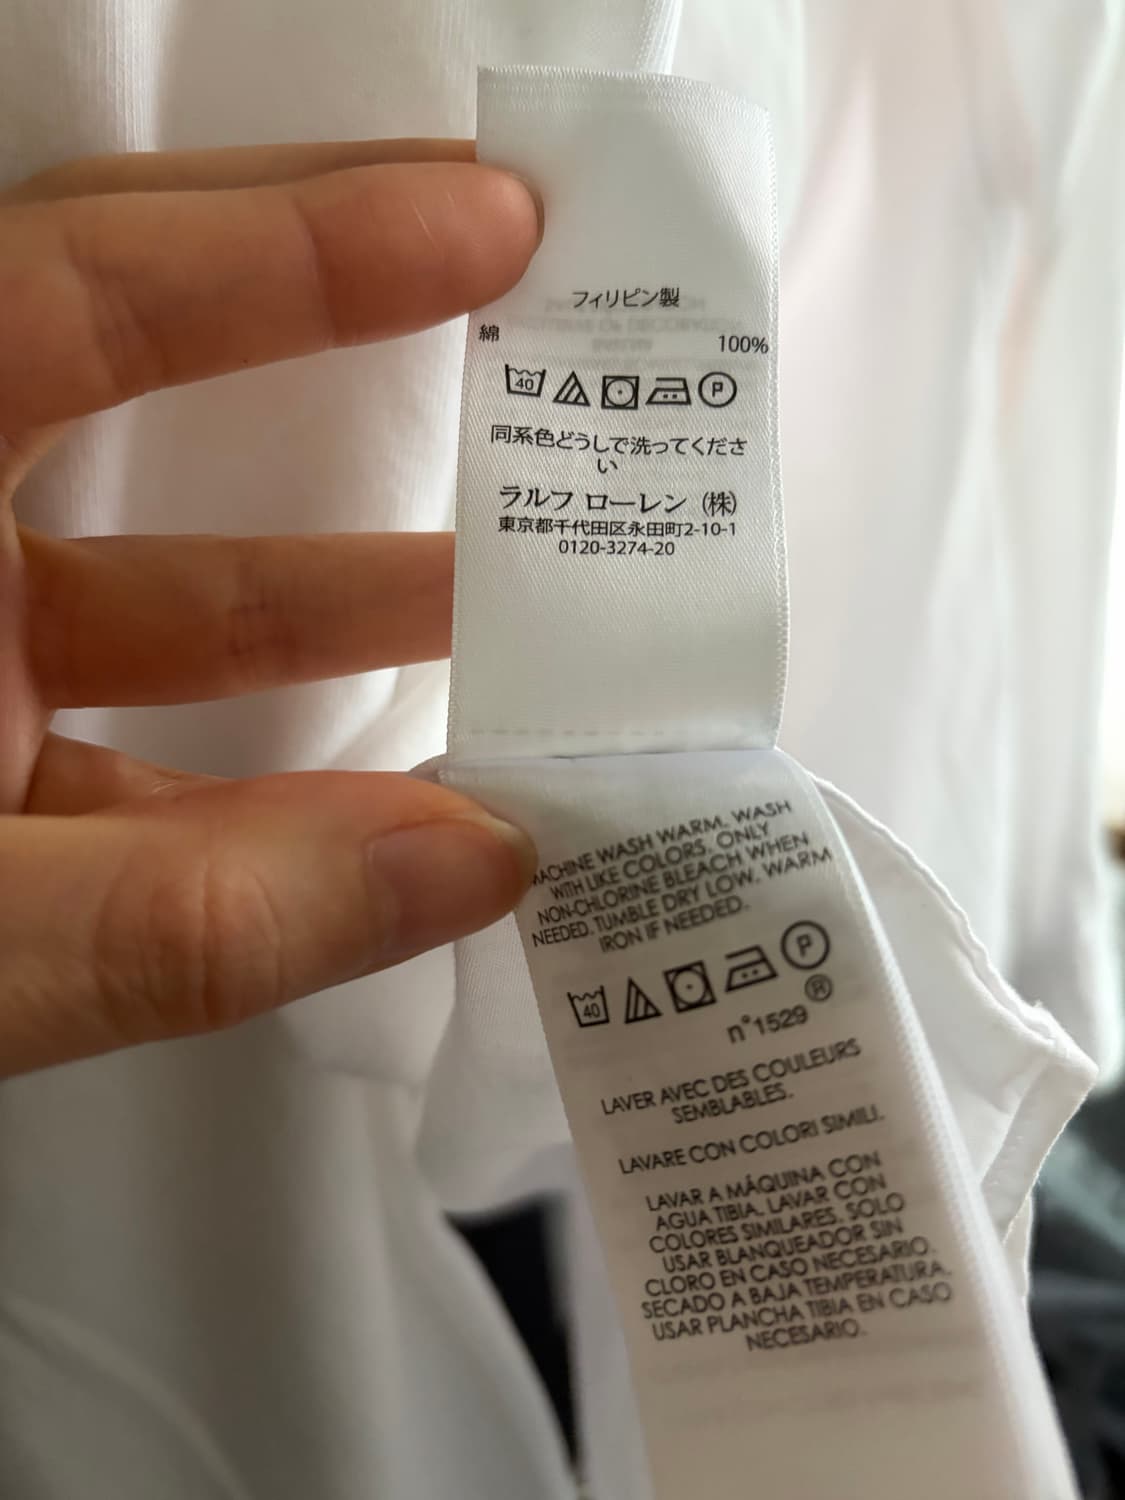 フィリピン製
綿 100%
40 P
同系色どうしで洗ってくださ
い
ラルフ ローレン (株)
東京都千代田区永田町2-10-1
0120-3274-20
MACHINE WASH WARM. WASH
WITH LIKE COLORS. ONLY
NON-CHLORINE BLEACH WHEN
NEEDED. TUMBLE DRY LOW. WARM
IRON IF NEEDED.
40 P
®
n°1529
LAVER AVEC DES COULEURS
SEMBLABLES.
LAVARE CON COLORI SIMILI.
LAVAR A MÁQUINA CON
AGUA TIBIA. LAVAR CON
COLORES SIMILARES. SOLO
USAR BLANQUEADOR SIN
CLORO EN CASO NECESARIO.
SECADO A BAJA TEMPERATURA.
USAR PLANCHA TIBIA EN CASO
NECESARIO.